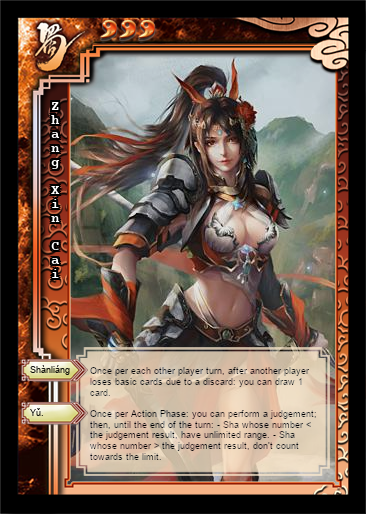 蜀
Zhang Xin Cai
Shànliáng
Once per each other player turn, after another player
loses basic cards due to a discard: you can draw 1
card.
Yǔ.
Once per Action Phase: you can perform a judgement;
then, until the end of the turn: - Sha whose number <
the judgement result, have unlimited range. - Sha
whose number > the judgement result, don't count
towards the limit.